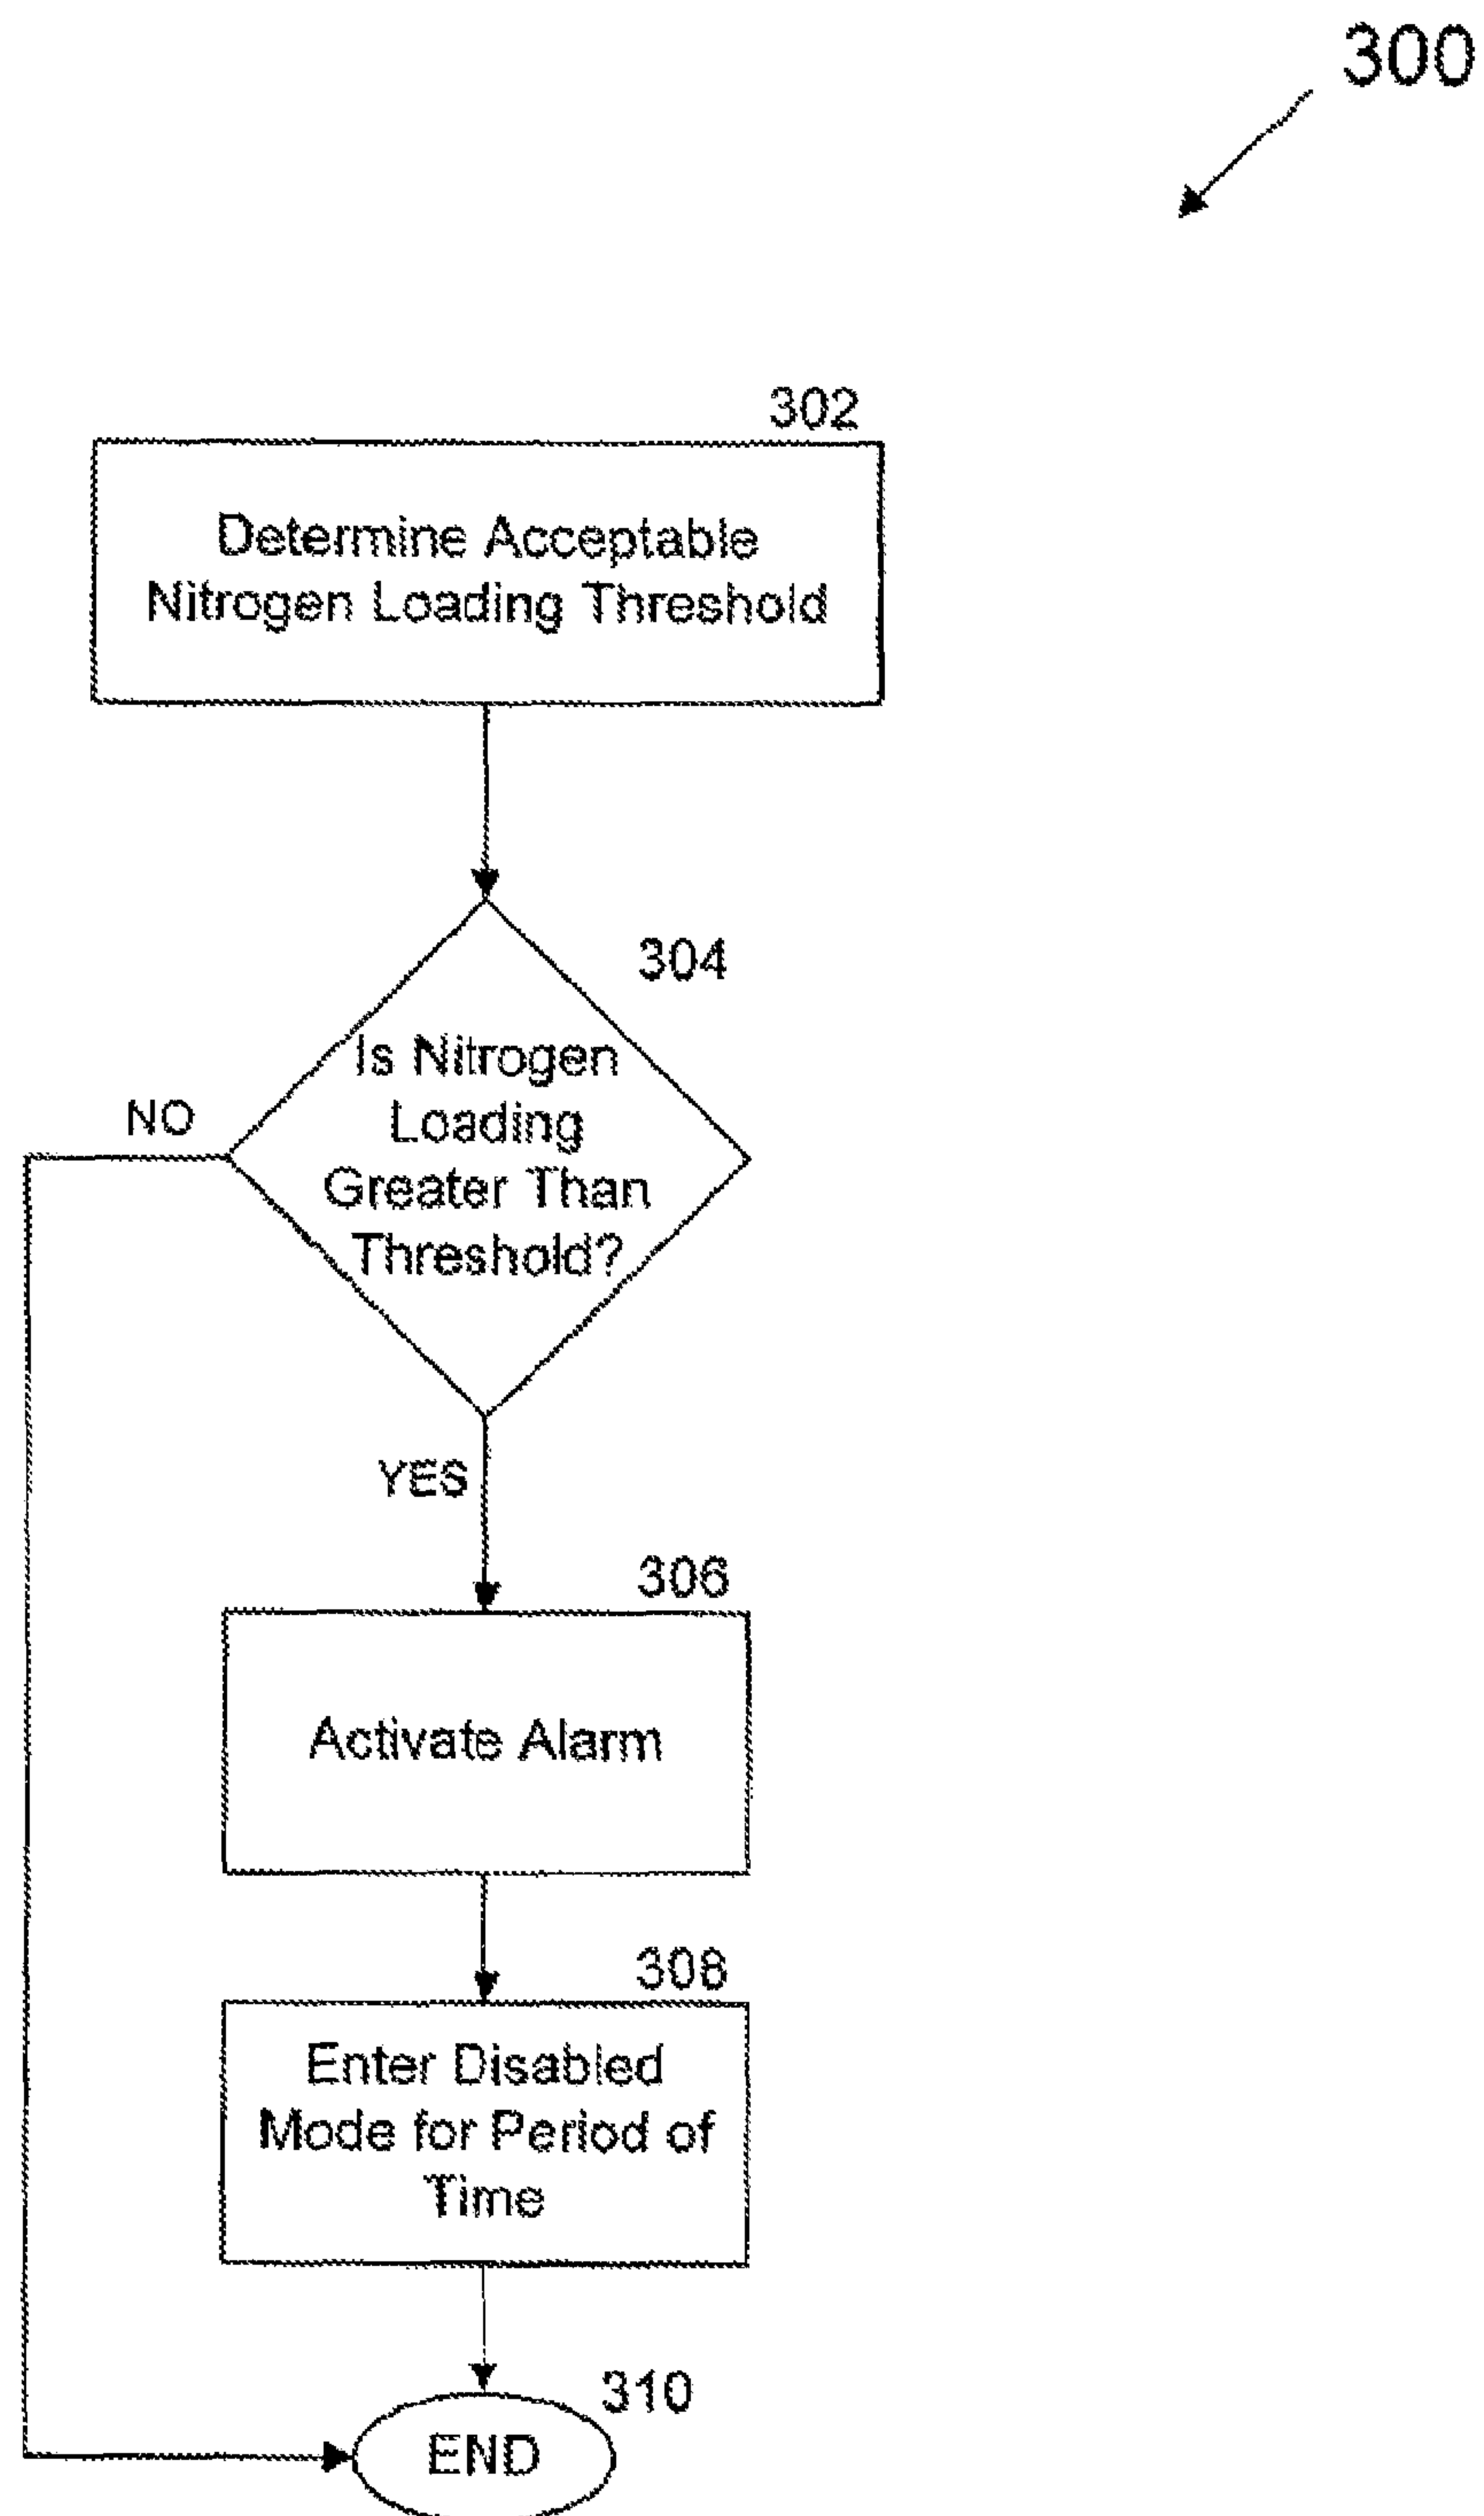 300
302
Determine Acceptable
Nitrogen Loading Threshold
304
Is Nitrogen
Loading
Greater Than
Threshold?
NO
YES
306
Activate Alarm
308
Enter Disabled
Mode for Period of
Time
310
END